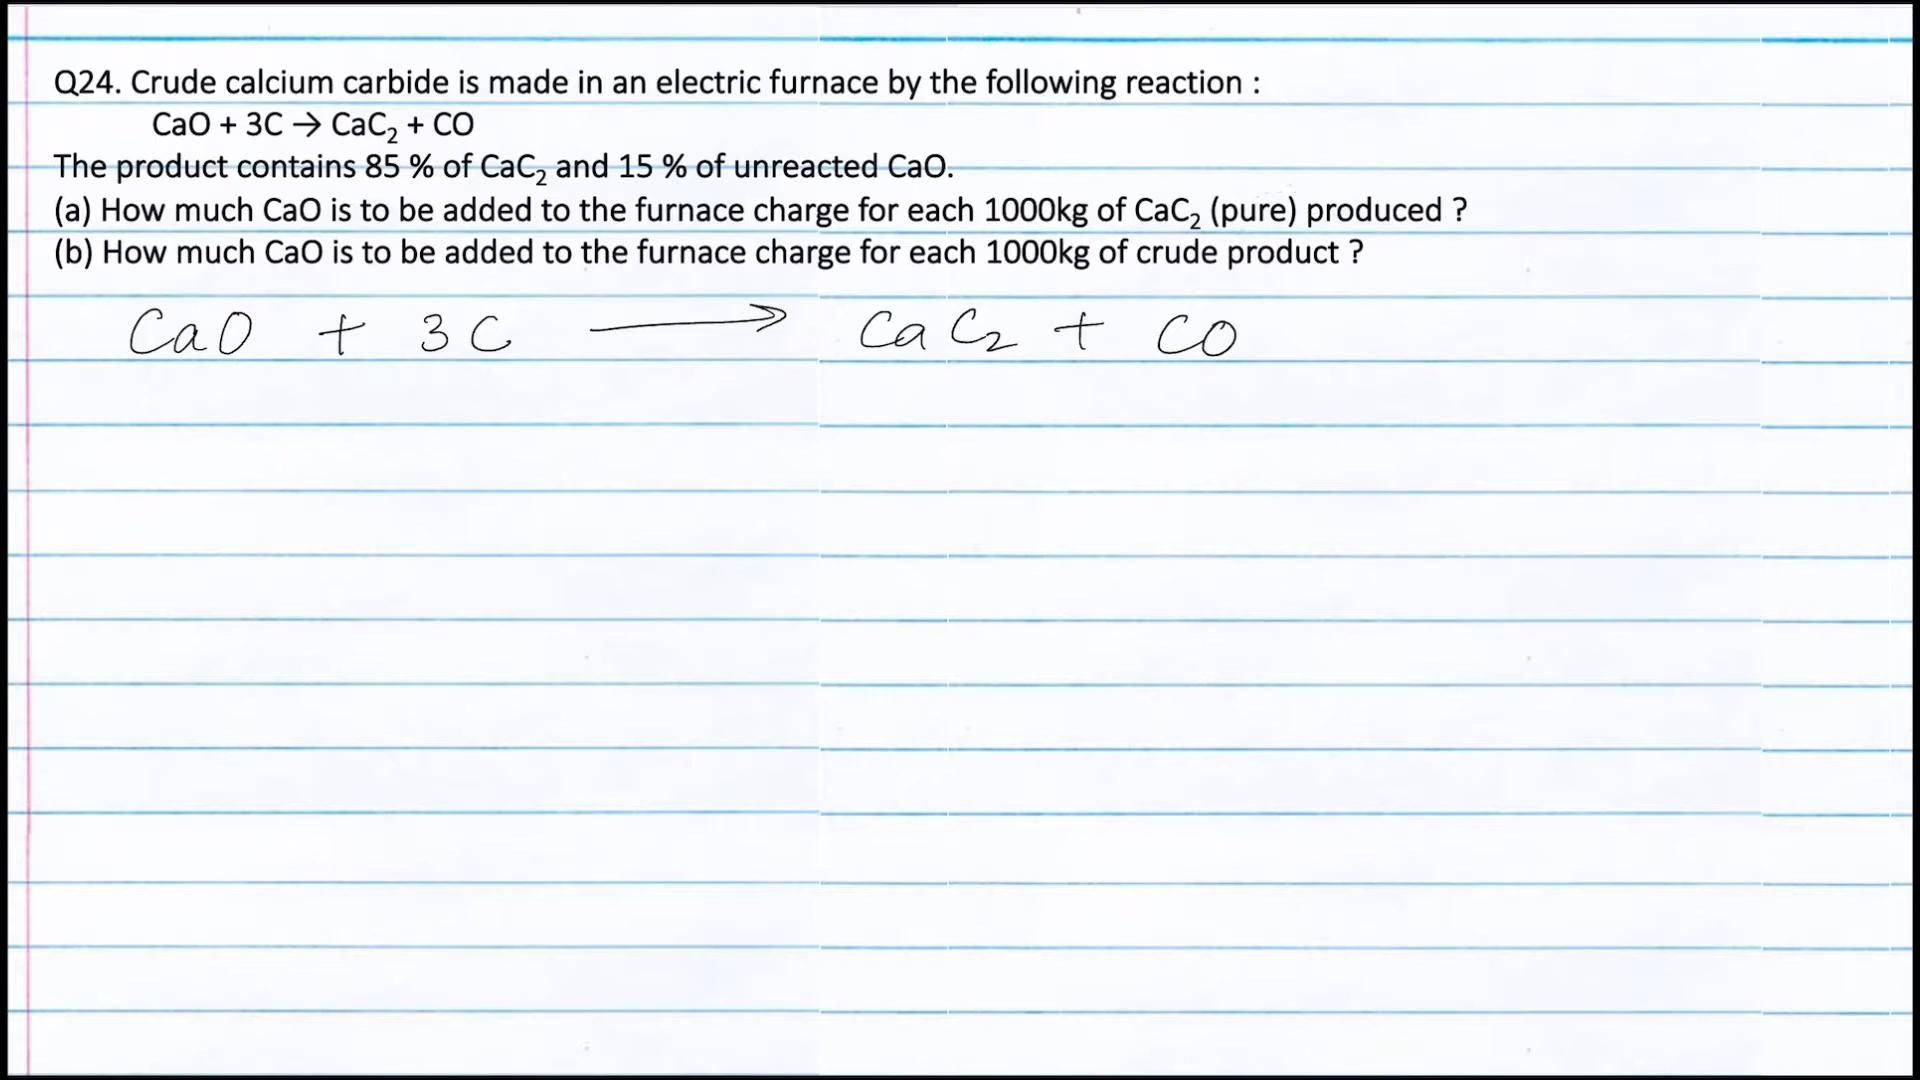 Q24. Crude calcium carbide is made in an electric furnace by the following reaction :
CaO + 3C → CaC₂ + CO
The product contains 85 % of CaC₂ and 15 % of unreacted CaO.
(a) How much CaO is to be added to the furnace charge for each 1000kg of CaC₂ (pure) produced ?
(b) How much CaO is to be added to the furnace charge for each 1000kg of crude product ?
CaO + 3C ⟶ CaC₂ + CO